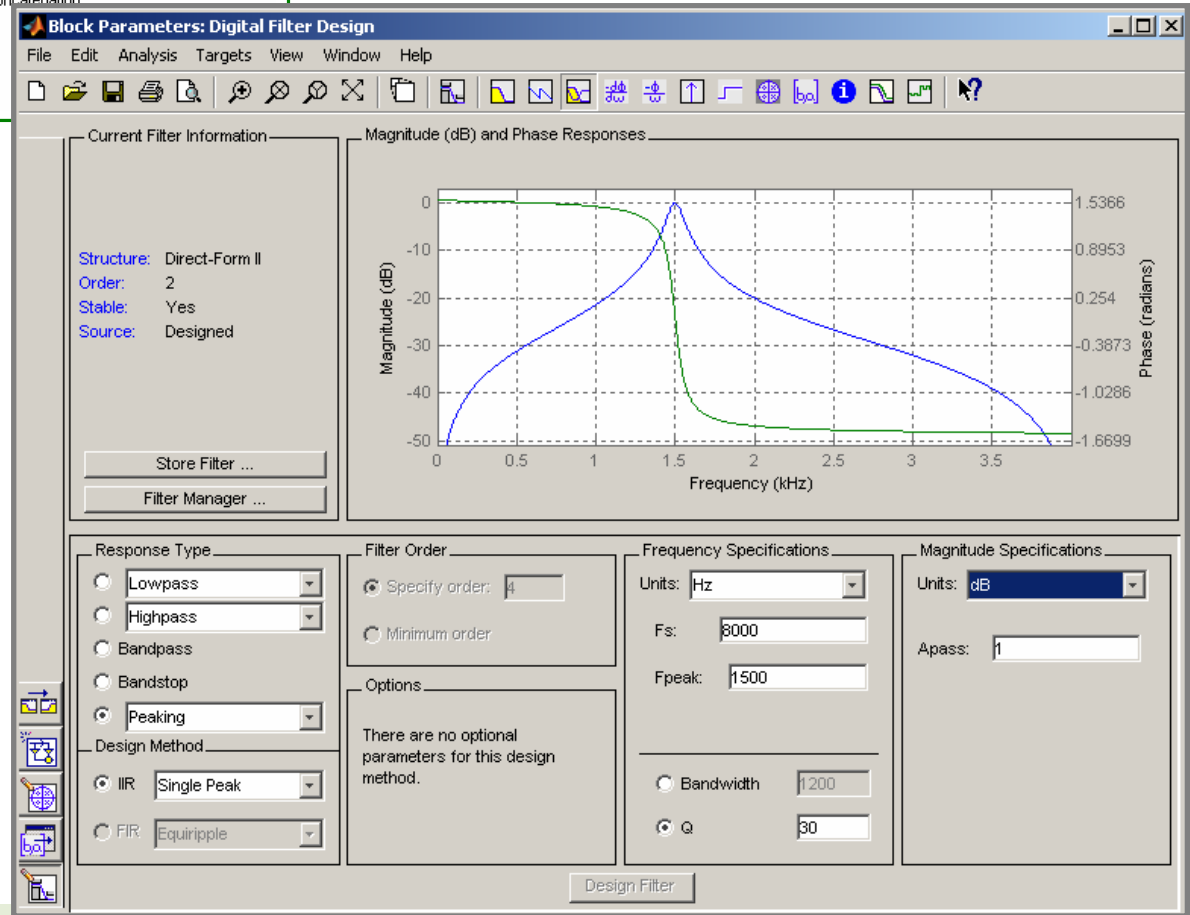 Block Parameters: Digital Filter Design
File Edit Analysis Targets View Window Help
Current Filter Information
Structure: Direct-Form II
Order: 2
Stable: Yes
Source: Designed
Store Filter ...
Filter Manager ...
Magnitude (dB) and Phase Responses
Magnitude (dB)
0
-10
-20
-30
-40
-50
0 0.5 1 1.5 2 2.5 3 3.5
Frequency (kHz)
1.5366
0.8953
0.254
-0.3873
-1.0286
-1.6699
Phase (radians)
Response Type
Lowpass
Highpass
Bandpass
Bandstop
Peaking
Design Method
IIR Single Peak
FIR Equiripple
Filter Order
Specify order: 4
Minimum order
Options
There are no optional
parameters for this design
method.
Frequency Specifications
Units: Hz
Fs: 8000
Fpeak: 1500
Bandwidth 1200
Q 30
Magnitude Specifications
Units: dB
Apass: 1
Design Filter